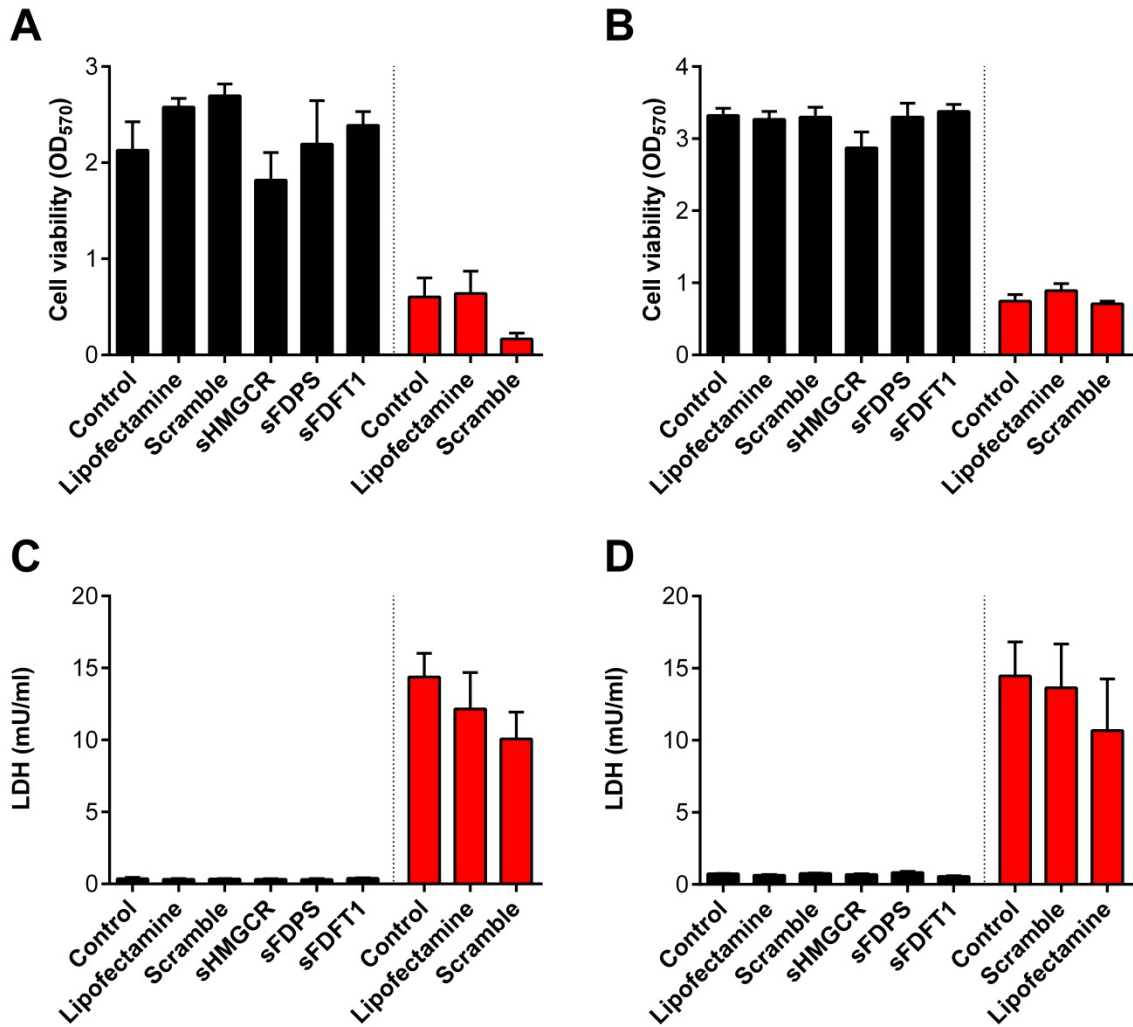 A
Cell viability (OD570)
3
2
1
0
Control
Lipofectamine
Scramble
sHMGCR
sFDPS
sFDFT1
Control
Lipofectamine
Scramble
B
Cell viability (OD570)
4
3
2
1
0
Control
Lipofectamine
Scramble
sHMGCR
sFDPS
sFDFT1
Control
Lipofectamine
Scramble
C
LDH (mU/ml)
20
15
10
5
0
Control
Lipofectamine
Scramble
sHMGCR
sFDPS
sFDFT1
Control
Lipofectamine
Scramble
D
LDH (mU/ml)
20
15
10
5
0
Control
Lipofectamine
Scramble
sHMGCR
sFDPS
sFDFT1
Control
Scramble
Lipofectamine